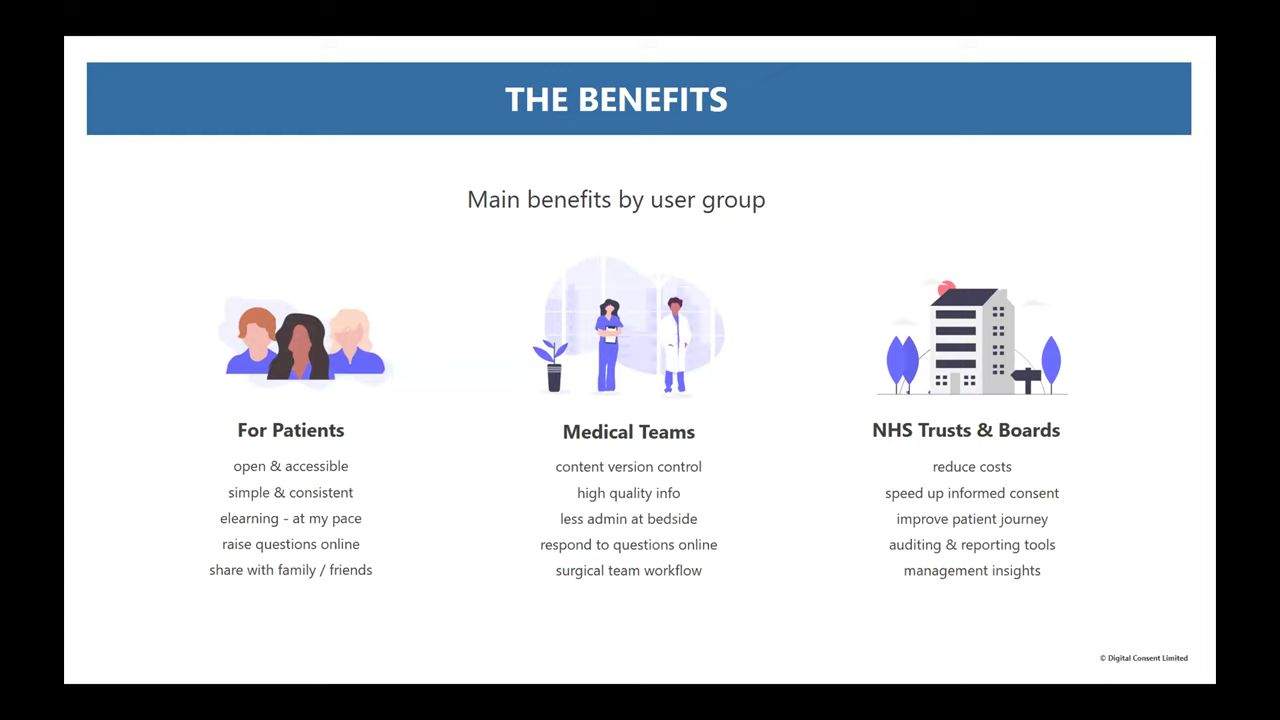 THE BENEFITS
Main benefits by user group
For Patients
open & accessible
simple & consistent
elearning - at my pace
raise questions online
share with family / friends
Medical Teams
content version control
high quality info
less admin at bedside
respond to questions online
surgical team workflow
NHS Trusts & Boards
reduce costs
speed up informed consent
improve patient journey
auditing & reporting tools
management insights
© Digital Consent Limited